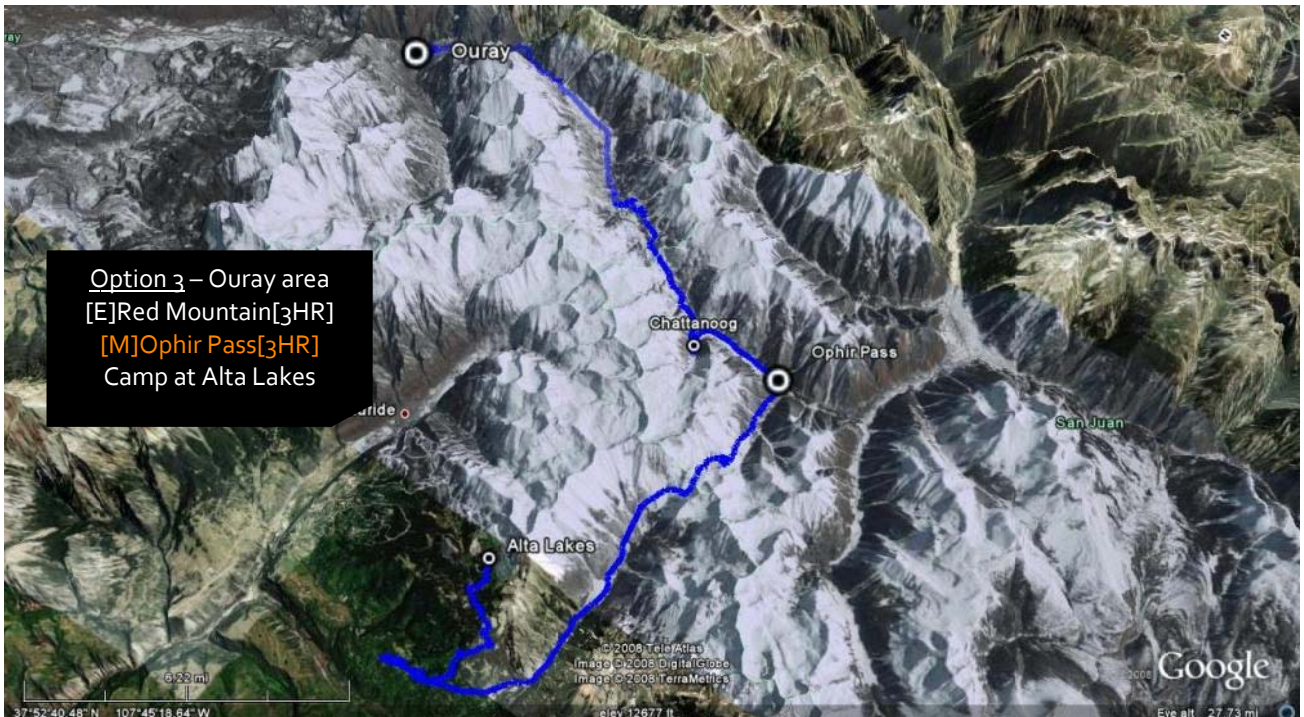 Ouray
Option 3 – Ouray area
[E]Red Mountain[3HR]
[M]Ophir Pass[3HR]
Camp at Alta Lakes
Chattanoog
Ophir Pass
uride
San Juan
Alta Lakes
© 2008 Tele Atlas
Image © 2008 DigitalGlobe
Image © 2008 TerraMetrics
2008 Google
6.22 mi
37°52'40.48" N 107°45'18.64" W
elev 12677 ft
Eye alt 27.73 mi